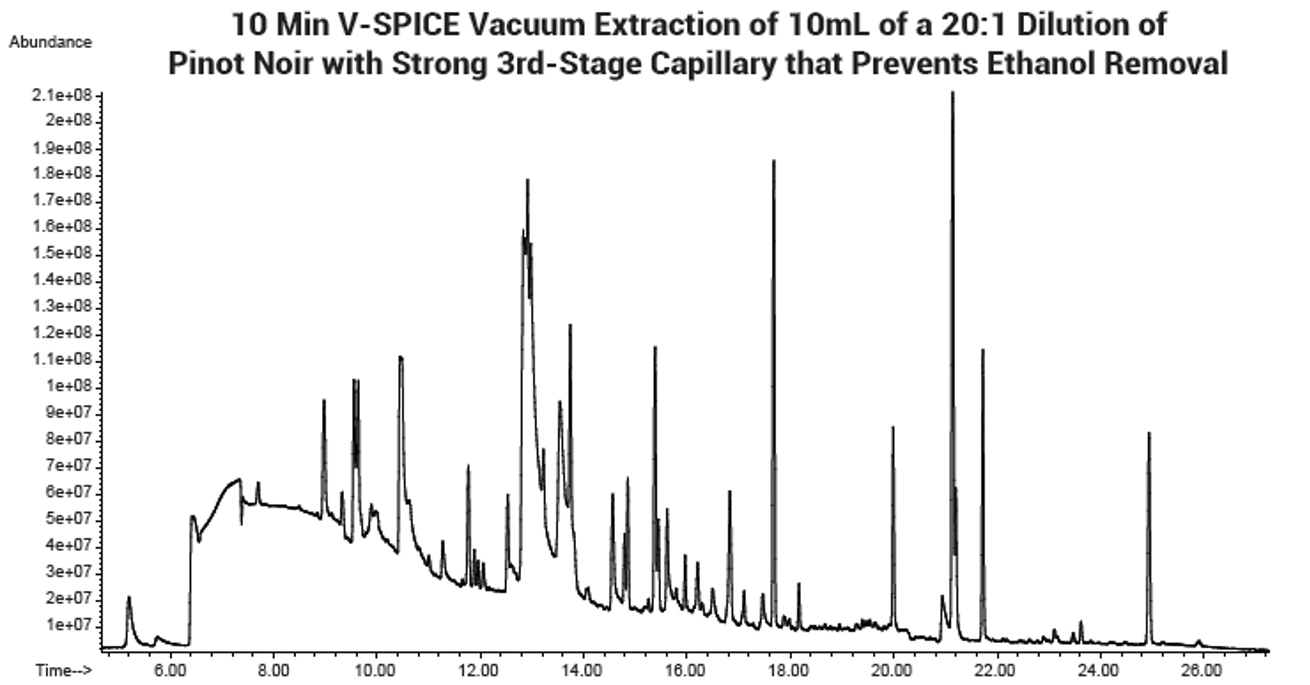 10 Min V-SPICE Vacuum Extraction of 10mL of a 20:1 Dilution of
Pinot Noir with Strong 3rd-Stage Capillary that Prevents Ethanol Removal
Abundance
2.1e+08
2e+08
1.9e+08
1.8e+08
1.7e+08
1.6e+08
1.5e+08
1.4e+08
1.3e+08
1.2e+08
1.1e+08
1e+08
9e+07
8e+07
7e+07
6e+07
5e+07
4e+07
3e+07
2e+07
1e+07
Time--> 6.00 8.00 10.00 12.00 14.00 16.00 18.00 20.00 22.00 24.00 26.00